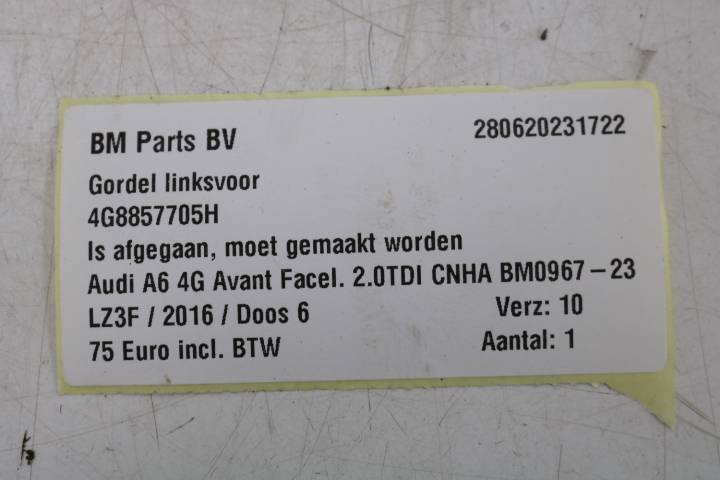 BM Parts BV 280620231722
Gordel linksvoor
4G8857705H
Is afgegaan, moet gemaakt worden
Audi A6 4G Avant Facel. 2.0TDI CNHA BM0967-23
LZ3F / 2016 / Doos 6 Verz: 10
75 Euro incl. BTW Aantal: 1